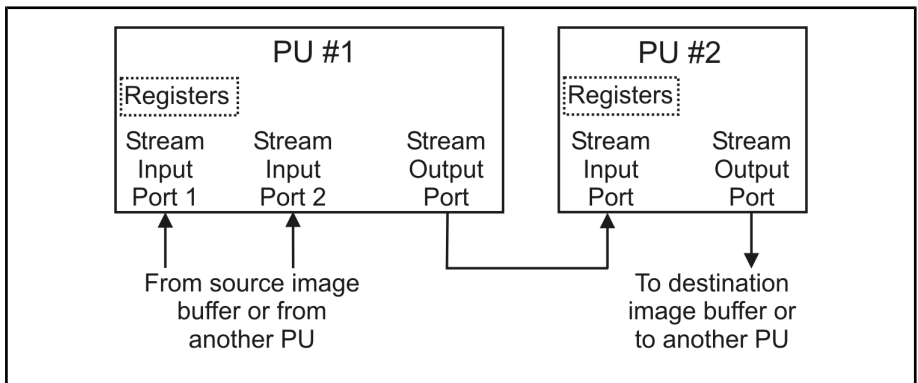 PU #1
Registers
Stream
Input
Port 1
Stream
Input
Port 2
Stream
Output
Port
PU #2
Registers
Stream
Input
Port
Stream
Output
Port
From source image
buffer or from
another PU
To destination
image buffer or
to another PU